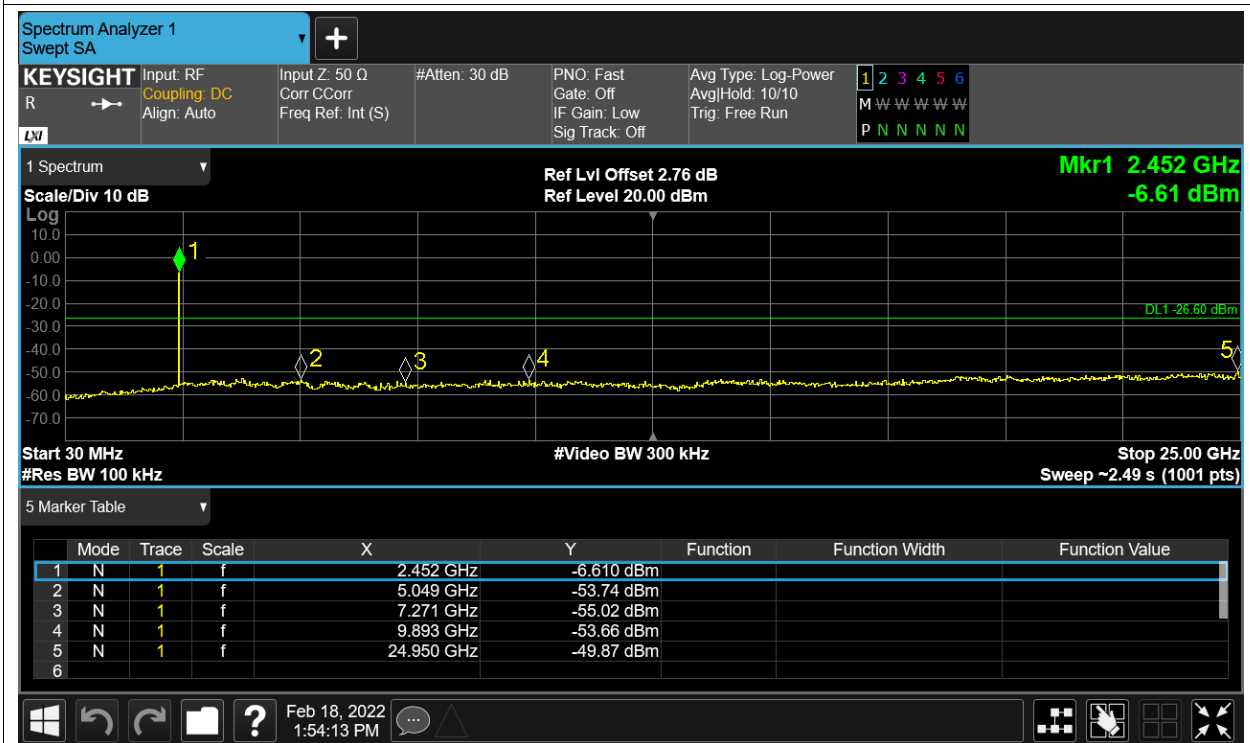 Spectrum Analyzer 1
Swept SA
KEYSIGHT
R
LXI
Input: RF
Coupling: DC
Align: Auto
Input Z: 50 Ω
Corr CCorr
Freq Ref: Int (S)
#Atten: 30 dB
PNO: Fast
Gate: Off
IF Gain: Low
Sig Track: Off
Avg Type: Log-Power
Avg|Hold: 10/10
Trig: Free Run
1 2 3 4 5 6
M W W W W W
P N N N N N
1 Spectrum
Scale/Div 10 dB
Ref Lvl Offset 2.76 dB
Ref Level 20.00 dBm
Mkr1 2.452 GHz
-6.61 dBm
Log
10.0
0.00
-10.0
-20.0
-30.0
-40.0
-50.0
-60.0
-70.0
1
DL1 -26.60 dBm
2
3
4
5
Start 30 MHz
#Video BW 300 kHz
Stop 25.00 GHz
#Res BW 100 kHz
Sweep ~2.49 s (1001 pts)
5 Marker Table
Mode Trace Scale X Y Function Function Width Function Value
1 N 1 f 2.452 GHz -6.610 dBm
2 N 1 f 5.049 GHz -53.74 dBm
3 N 1 f 7.271 GHz -55.02 dBm
4 N 1 f 9.893 GHz -53.66 dBm
5 N 1 f 24.950 GHz -49.87 dBm
6
?
Feb 18, 2022
1:54:13 PM